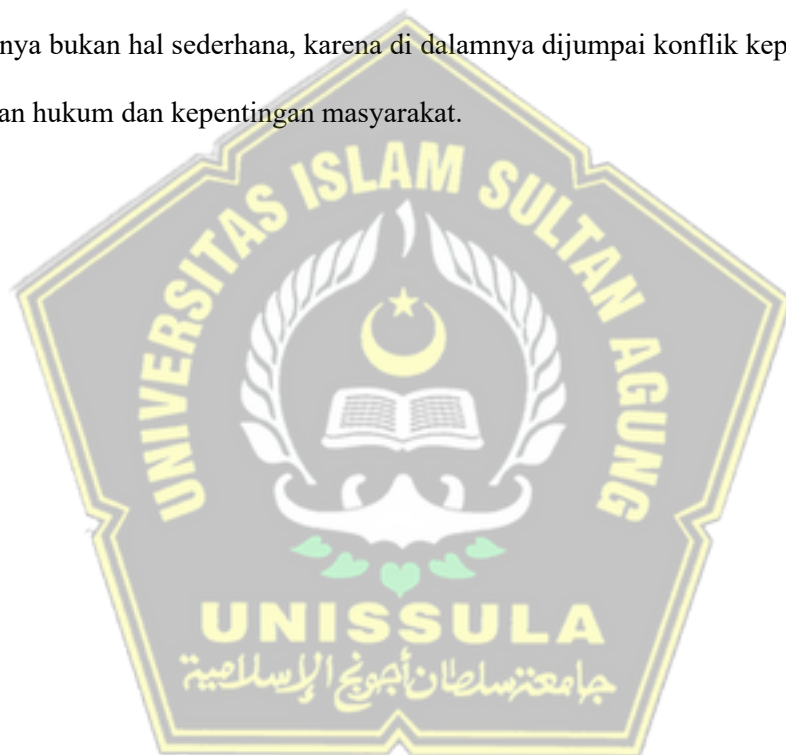 nya bukan hal sederhana, karena di dalamnya dijumpai konflik kep
an hukum dan kepentingan masyarakat.
UNIVERSITAS ISLAM SULTAN AGUNG
UNISSULA
جامعة سلطان أجونج الإسلامية